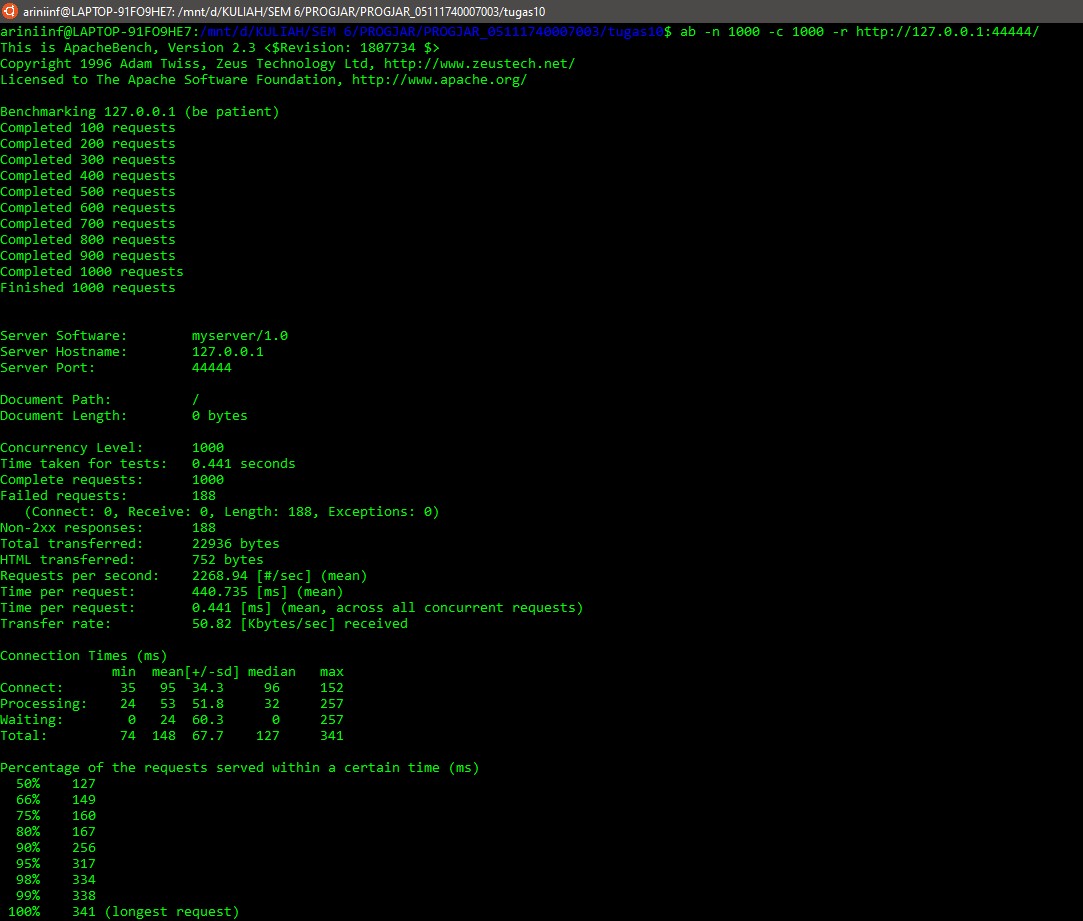 ariniinf@LAPTOP-91FO9HE7: /mnt/d/KULIAH/SEM 6/PROGJAR/PROGJAR_05111740007003/tugas10
ariniinf@LAPTOP-91FO9HE7:/mnt/d/KULIAH/SEM 6/PROGJAR/PROGJAR_05111740007003/tugas10$ ab -n 1000 -c 1000 -r http://127.0.0.1:44444/
This is ApacheBench, Version 2.3 <$Revision: 1807734 $>
Copyright 1996 Adam Twiss, Zeus Technology Ltd, http://www.zeustech.net/
Licensed to The Apache Software Foundation, http://www.apache.org/

Benchmarking 127.0.0.1 (be patient)
Completed 100 requests
Completed 200 requests
Completed 300 requests
Completed 400 requests
Completed 500 requests
Completed 600 requests
Completed 700 requests
Completed 800 requests
Completed 900 requests
Completed 1000 requests
Finished 1000 requests

Server Software:        myserver/1.0
Server Hostname:        127.0.0.1
Server Port:            44444

Document Path:          /
Document Length:        0 bytes

Concurrency Level:      1000
Time taken for tests:   0.441 seconds
Complete requests:      1000
Failed requests:        188
   (Connect: 0, Receive: 0, Length: 188, Exceptions: 0)
Non-2xx responses:      188
Total transferred:      22936 bytes
HTML transferred:       752 bytes
Requests per second:    2268.94 [#/sec] (mean)
Time per request:       440.735 [ms] (mean)
Time per request:       0.441 [ms] (mean, across all concurrent requests)
Transfer rate:          50.82 [Kbytes/sec] received

Connection Times (ms)
              min  mean[+/-sd] median   max
Connect:       35   95  34.3     96     152
Processing:    24   53  51.8     32     257
Waiting:        0   24  60.3      0     257
Total:         74  148  67.7    127     341

Percentage of the requests served within a certain time (ms)
  50%    127
  66%    149
  75%    160
  80%    167
  90%    256
  95%    317
  98%    334
  99%    338
 100%    341 (longest request)